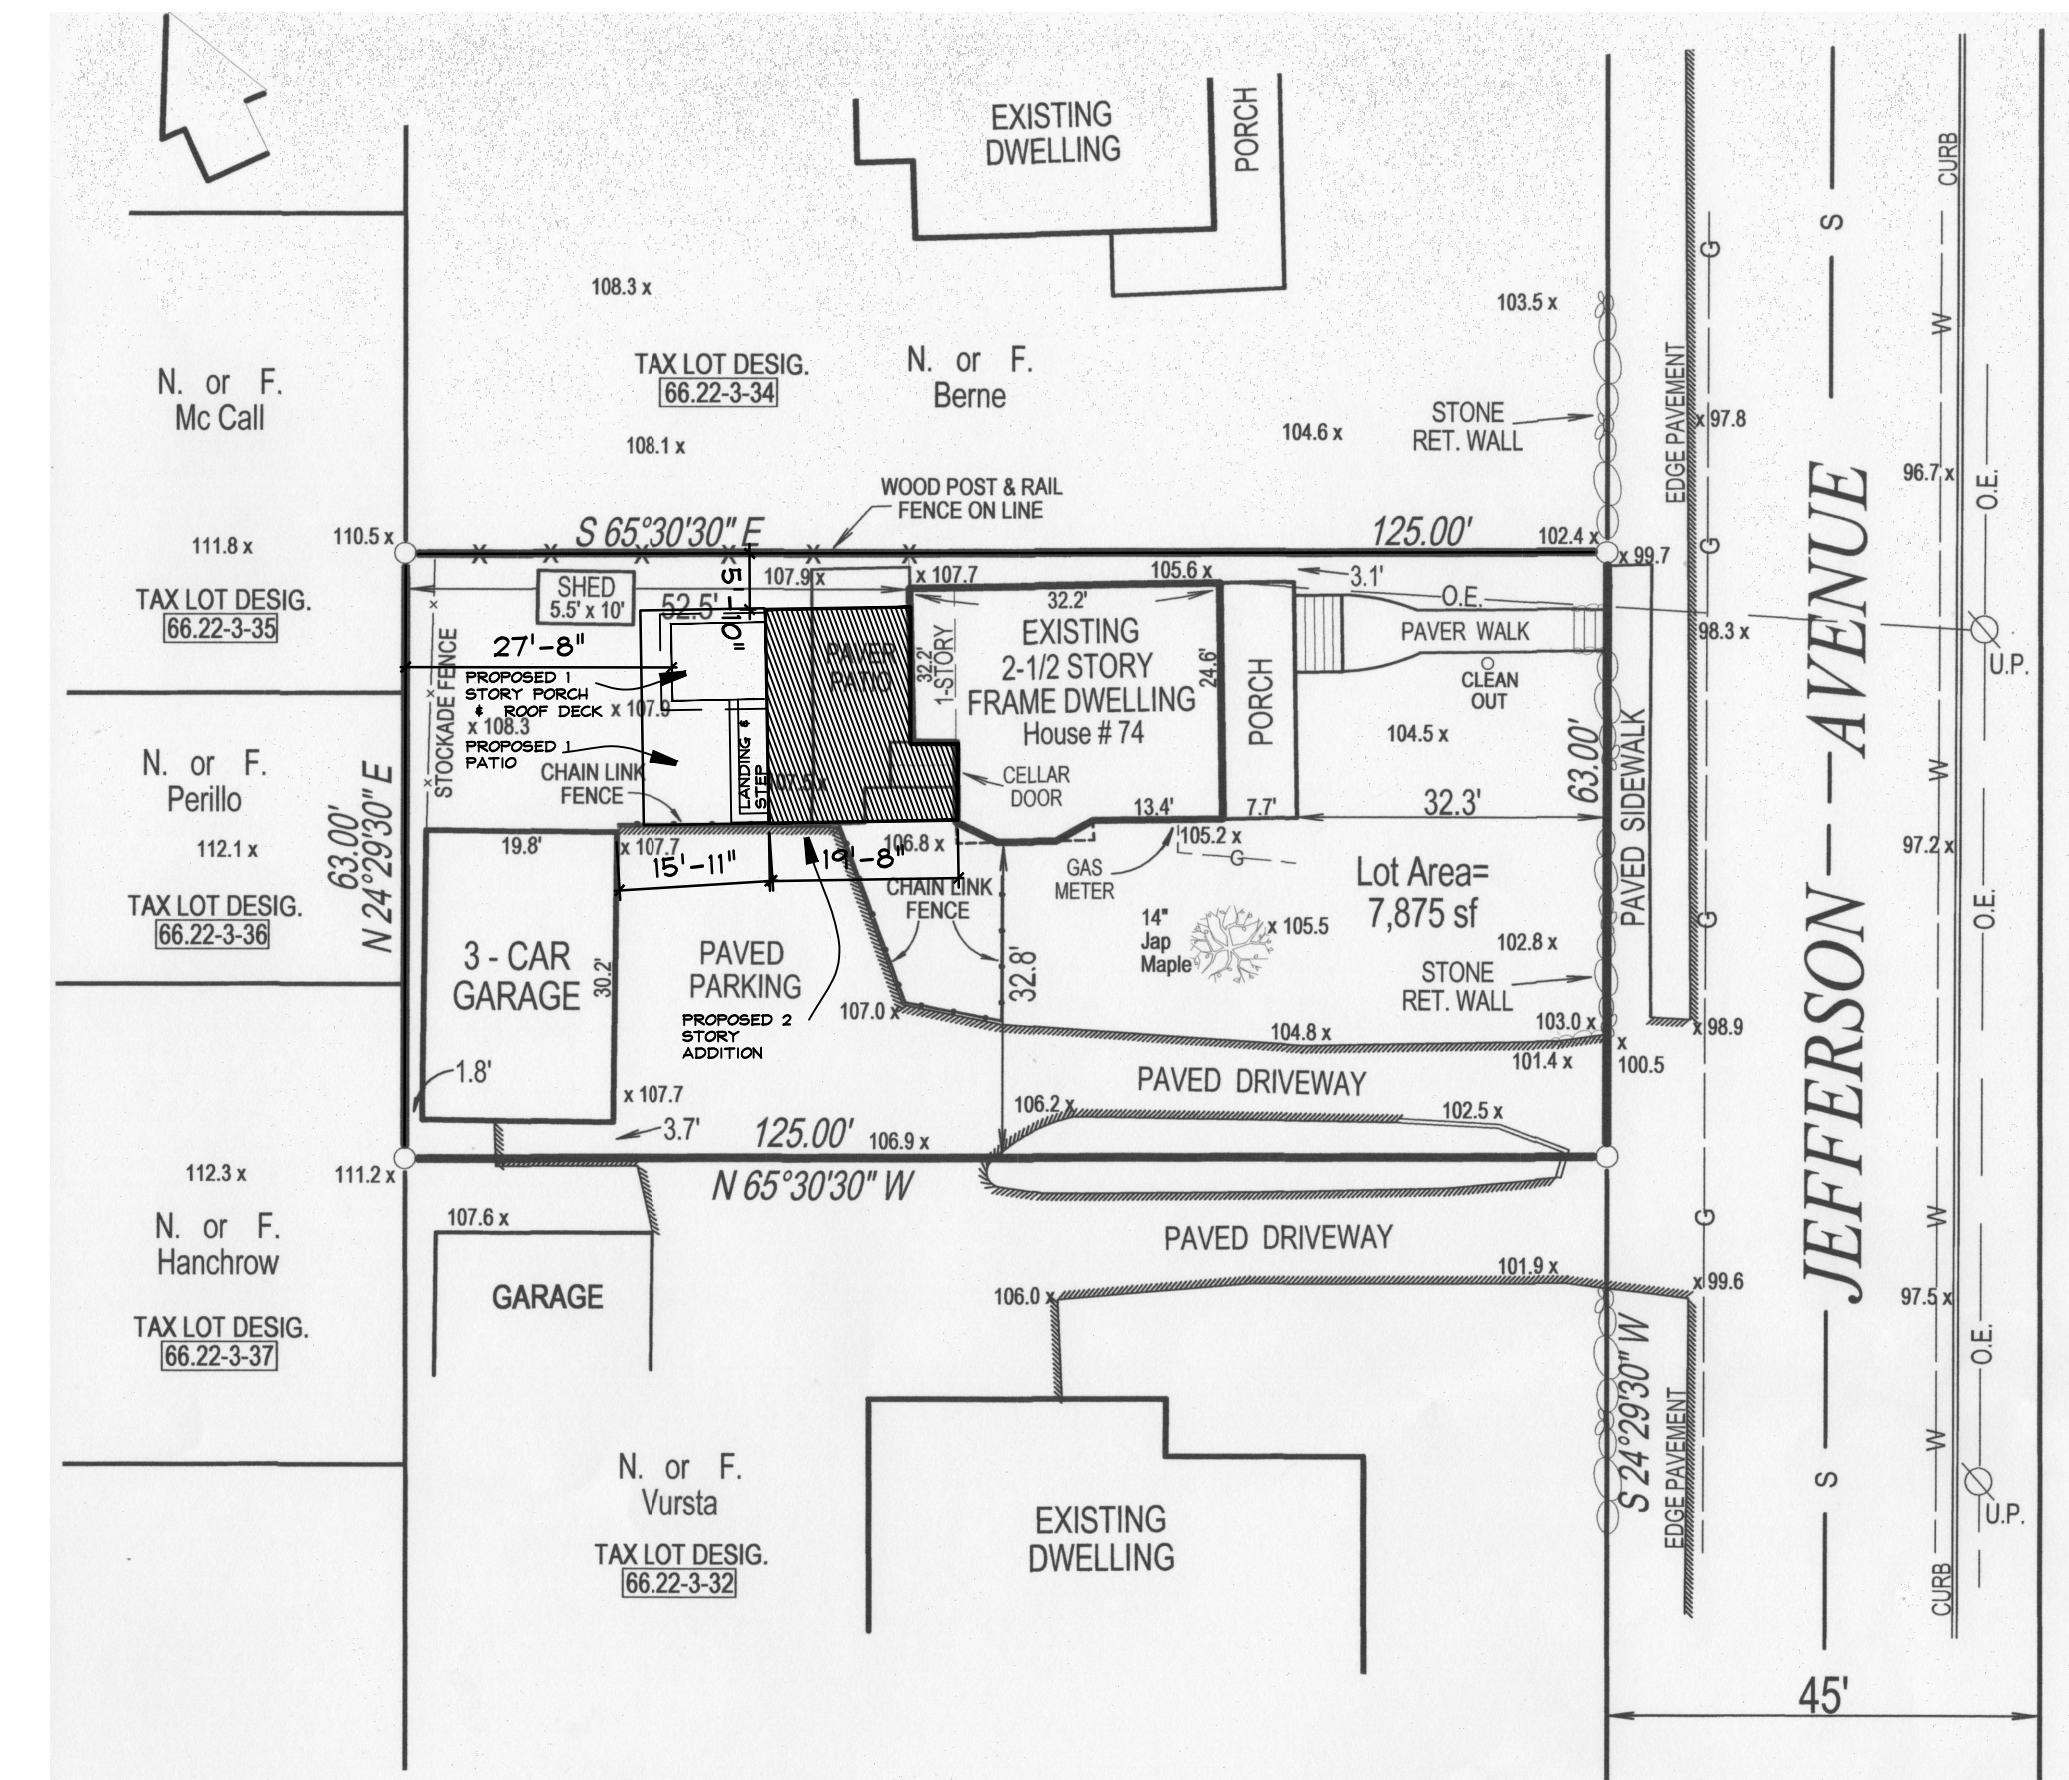 EXISTING
DWELLING
PORCH
CURB
S
G
108.3 x
103.5 x
W
N. or F.
Mc Call
TAX LOT DESIG.
66.22-3-34
N. or F.
Berne
EDGE PAVEMENT
STONE
RET. WALL
x 97.8
108.1 x
104.6 x
96.7 x
O.E.
WOOD POST & RAIL
FENCE ON LINE
111.8 x
110.5 x
S 65°30'30" E
125.00'
102.4 x
x 99.7
G
TAX LOT DESIG.
66.22-3-35
SHED
5.5' x 10'
52.5'
5'-10"
107.9 x
x 107.7
105.6 x
3.1'
O.E.
32.2'
27'-8"
STOCKADE FENCE
PROPOSED 1
STORY PORCH
& ROOF DECK
x 107.9
x 108.3
PROPOSED 1
PATIO
CHAIN LINK
FENCE
LANDING &
STEP
PAVER
PATIO
107.5 x
32.2'
1-STORY
EXISTING
2-1/2 STORY
FRAME DWELLING
House # 74
24.6'
PORCH
PAVER WALK
CLEAN
OUT
98.3 x
U.P.
104.5 x
CELLAR
DOOR
13.4'
7.7'
32.3'
63.00'
PAVED SIDEWALK
W
JEFFERSON AVENUE
N. or F.
Perillo
112.1 x
TAX LOT DESIG.
66.22-3-36
63.00'
N 24°29'30" E
19.8'
x 107.7
15'-11"
19'-8"
106.8 x
105.2 x
G
GAS
METER
CHAIN LINK
FENCE
Lot Area=
7,875 sf
97.2 x
O.E.
G
14"
Jap
Maple
x 105.5
102.8 x
3 - CAR
GARAGE
30.2'
PAVED
PARKING
32.8'
STONE
RET. WALL
107.0 x
PROPOSED 2
STORY
ADDITION
104.8 x
103.0 x
x 98.9
x
100.5
101.4 x
1.8'
x 107.7
PAVED DRIVEWAY
106.2 x
102.5 x
3.7'
125.00'
106.9 x
112.3 x
111.2 x
N 65°30'30" W
N. or F.
Hanchrow
107.6 x
G
W
PAVED DRIVEWAY
101.9 x
x 99.6
106.0 x
97.5 x
GARAGE
TAX LOT DESIG.
66.22-3-37
O.E.
S 24°29'30" W
EDGE PAVEMENT
W
S
N. or F.
Vursta
EXISTING
DWELLING
U.P.
TAX LOT DESIG.
66.22-3-32
CURB
45'